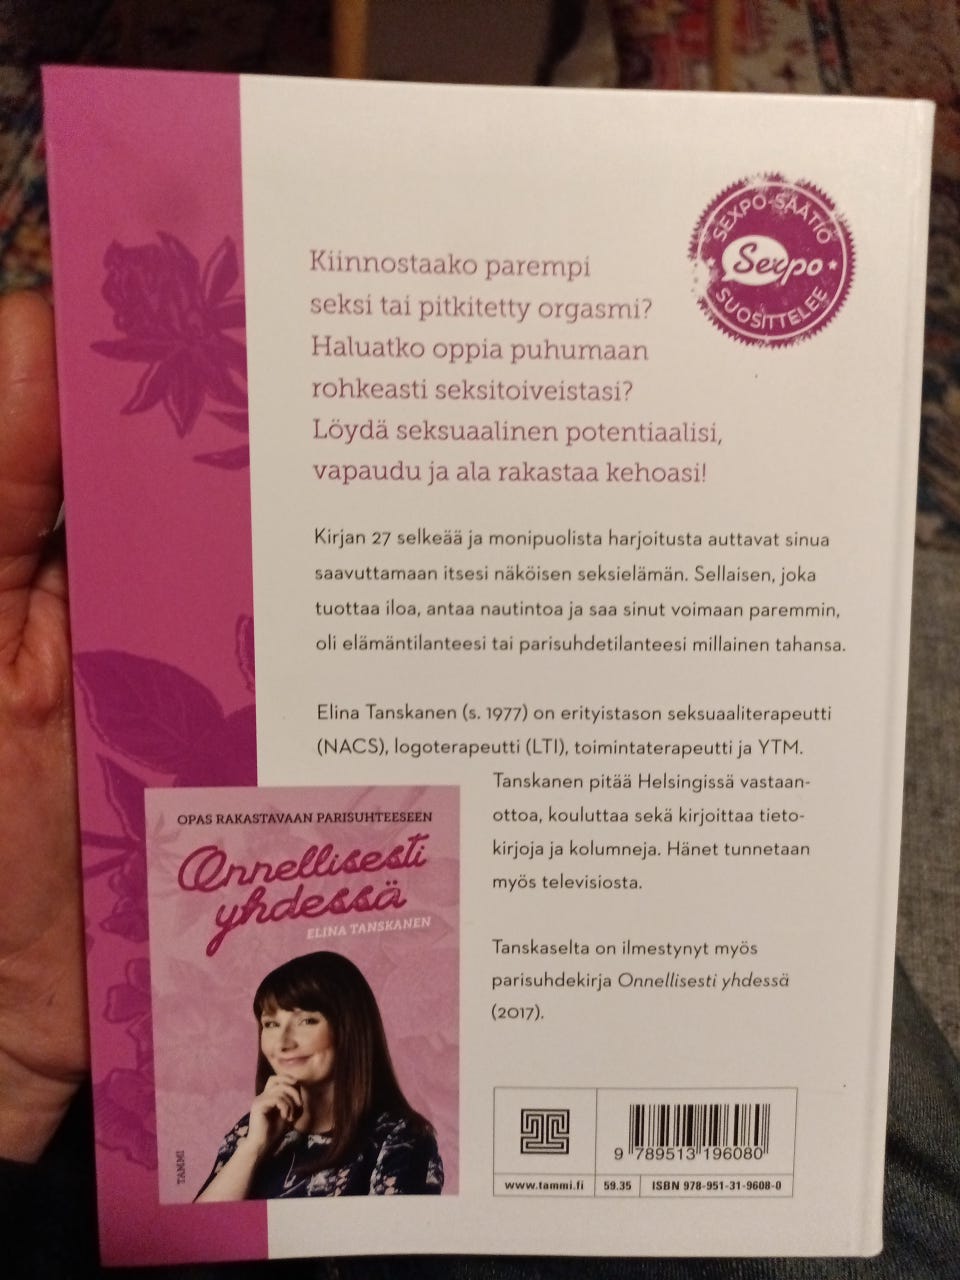 SEXPO-SÄÄTIÖ
Sexpo
SUOSITTELEE
Kiinnostaako parempi
seksi tai pitkitetty orgasmi?
Haluatko oppia puhumaan
rohkeasti seksitoiveistasi?
Löydä seksuaalinen potentiaalisi,
vapaudu ja ala rakastaa kehoasi!
Kirjan 27 selkeää ja monipuolista harjoitusta auttavat sinua
saavuttamaan itsesi näköisen seksielämän. Sellaisen, joka
tuottaa iloa, antaa nautintoa ja saa sinut voimaan paremmin,
oli elämäntilanteesi tai parisuhdetilanteesi millainen tahansa.
Elina Tanskanen (s. 1977) on erityistason seksuaaliterapeutti
(NACS), logoterapeutti (LTI), toimintaterapeutti ja YTM.
Tanskanen pitää Helsingissä vastaan-
ottoa, kouluttaa sekä kirjoittaa tieto-
kirjoja ja kolumneja. Hänet tunnetaan
myös televisiosta.
Tanskaselta on ilmestynyt myös
parisuhdekirja Onnellisesti yhdessä
(2017).
OPAS RAKASTAVAAN PARISUHTEESEEN
Onnellisesti
yhdessä
ELINA TANSKANEN
TAMMI
9 789513 196080
www.tammi.fi
59.35
ISBN 978-951-31-9608-0